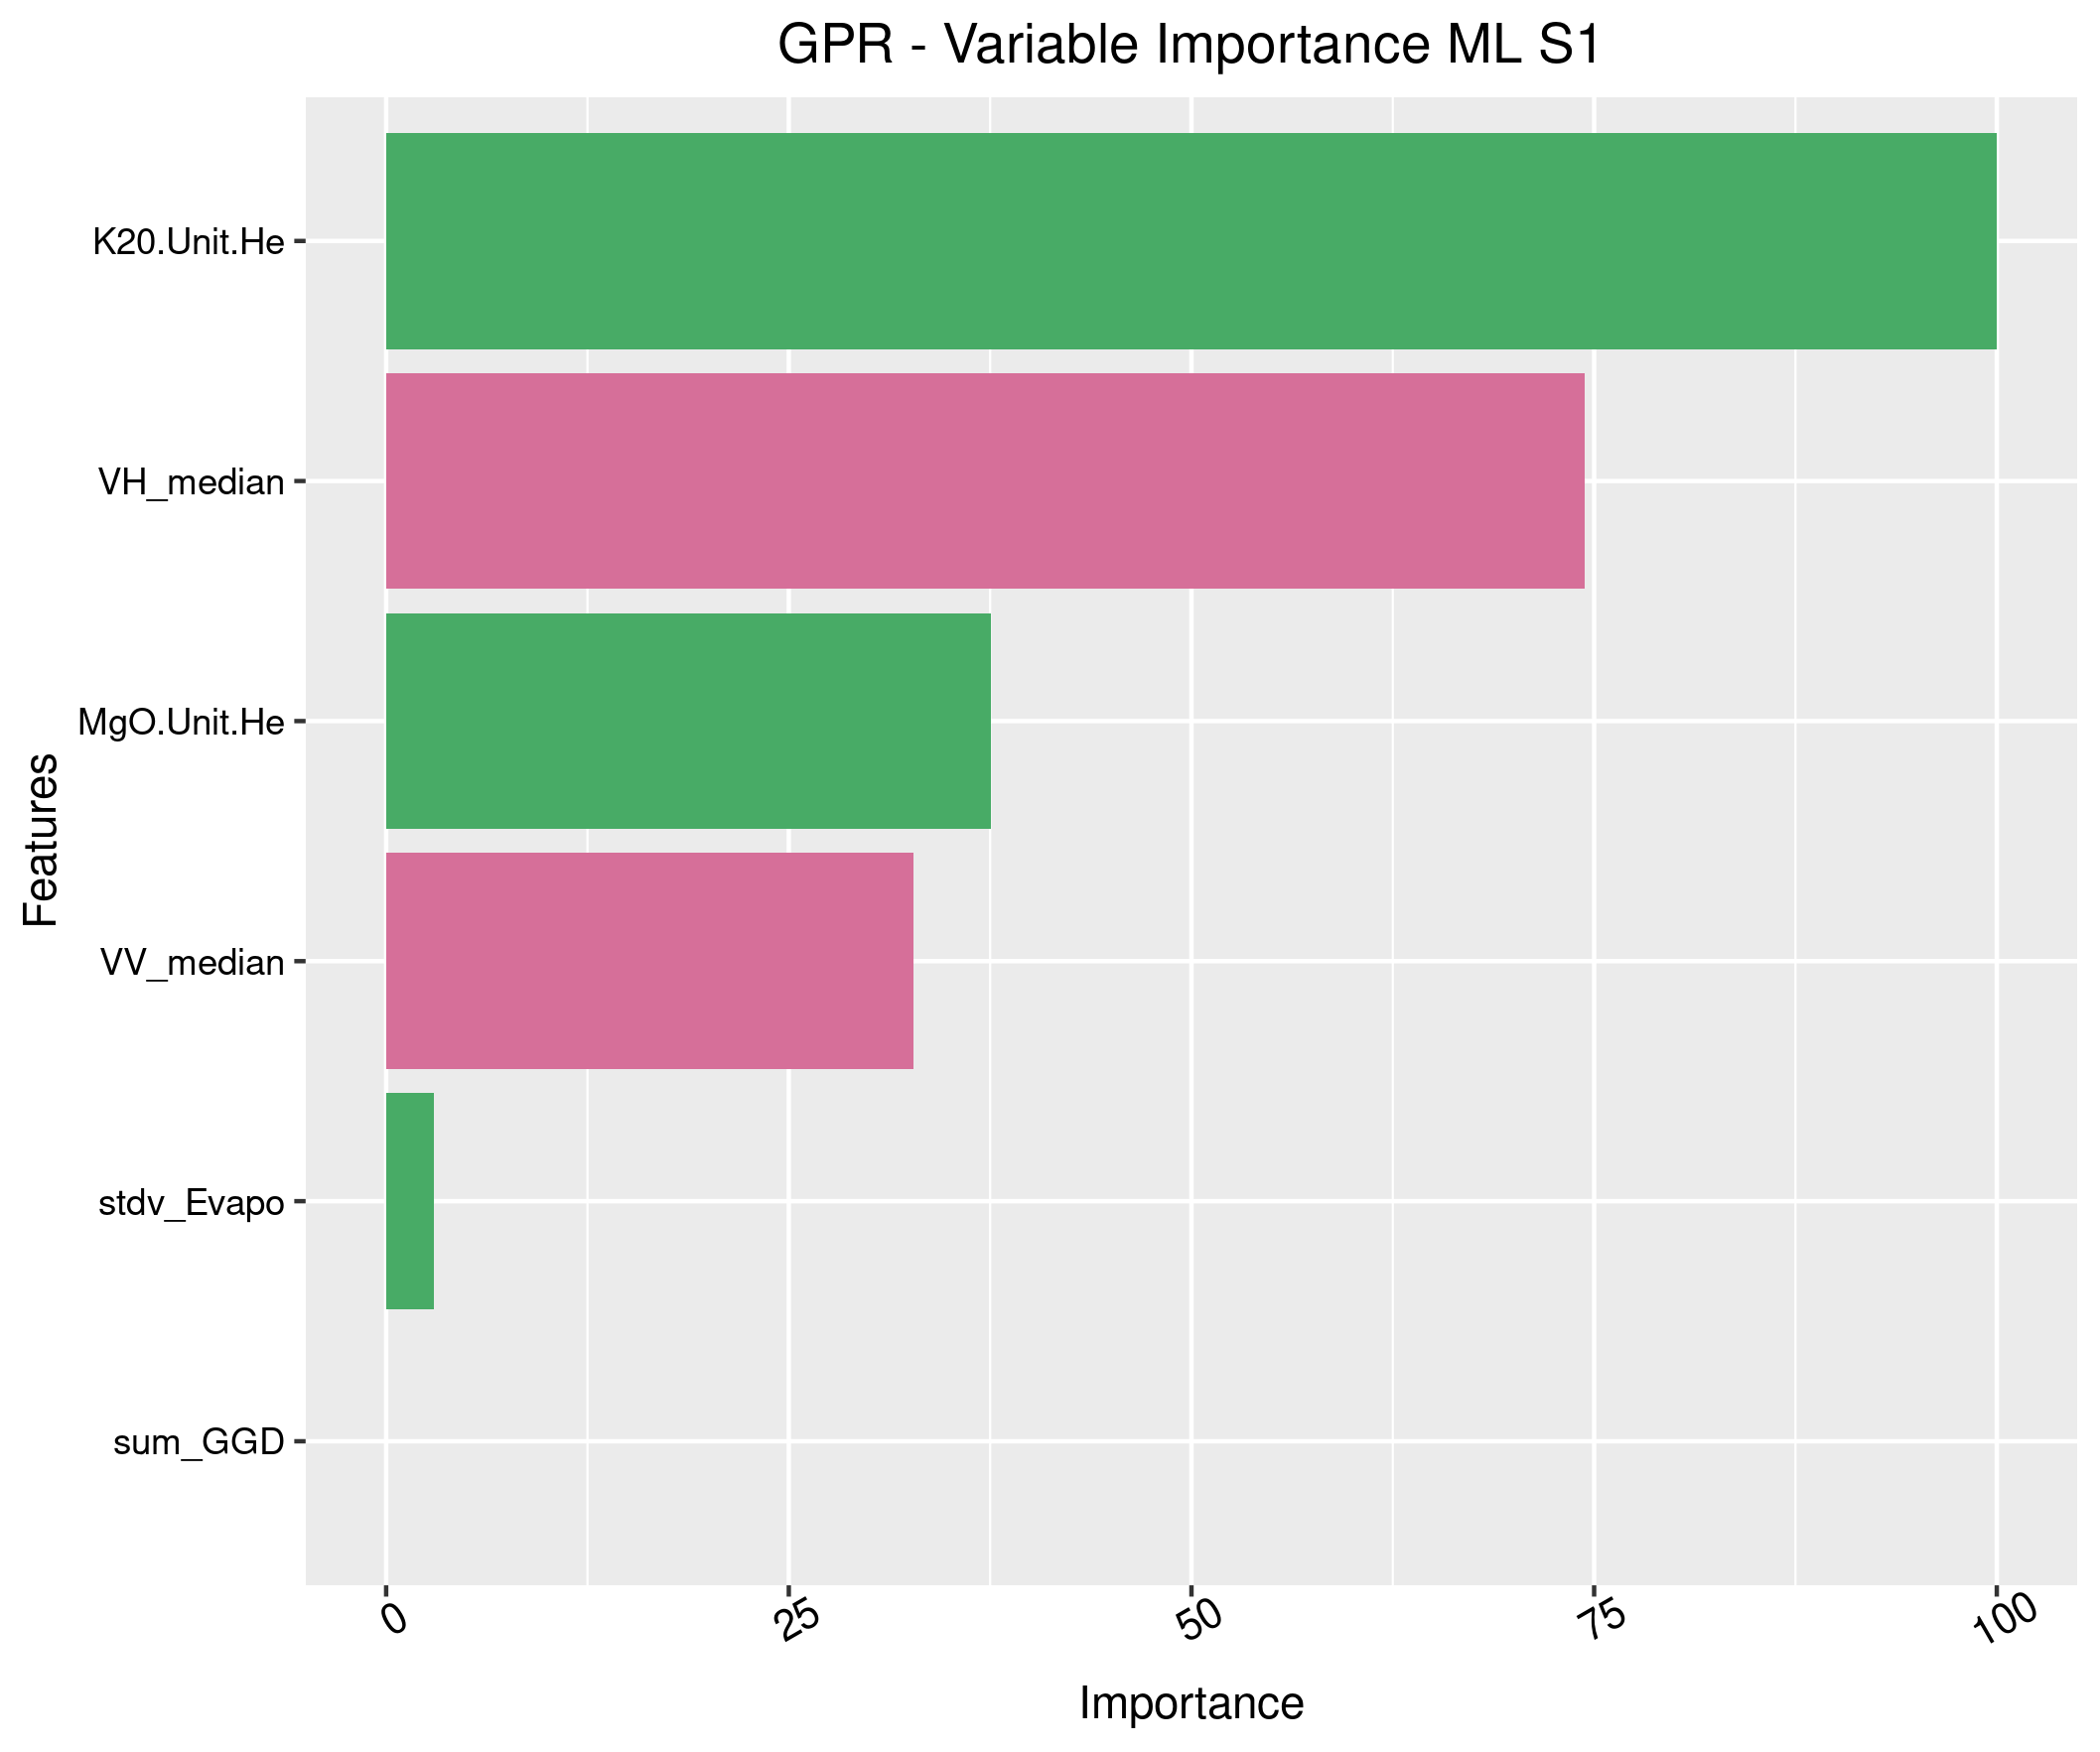 GPR - Variable Importance ML S1
K20.Unit.He
VH_median
MgO.Unit.He
VV_median
stdv_Evapo
sum_GGD
Features
0
25
50
75
100
Importance